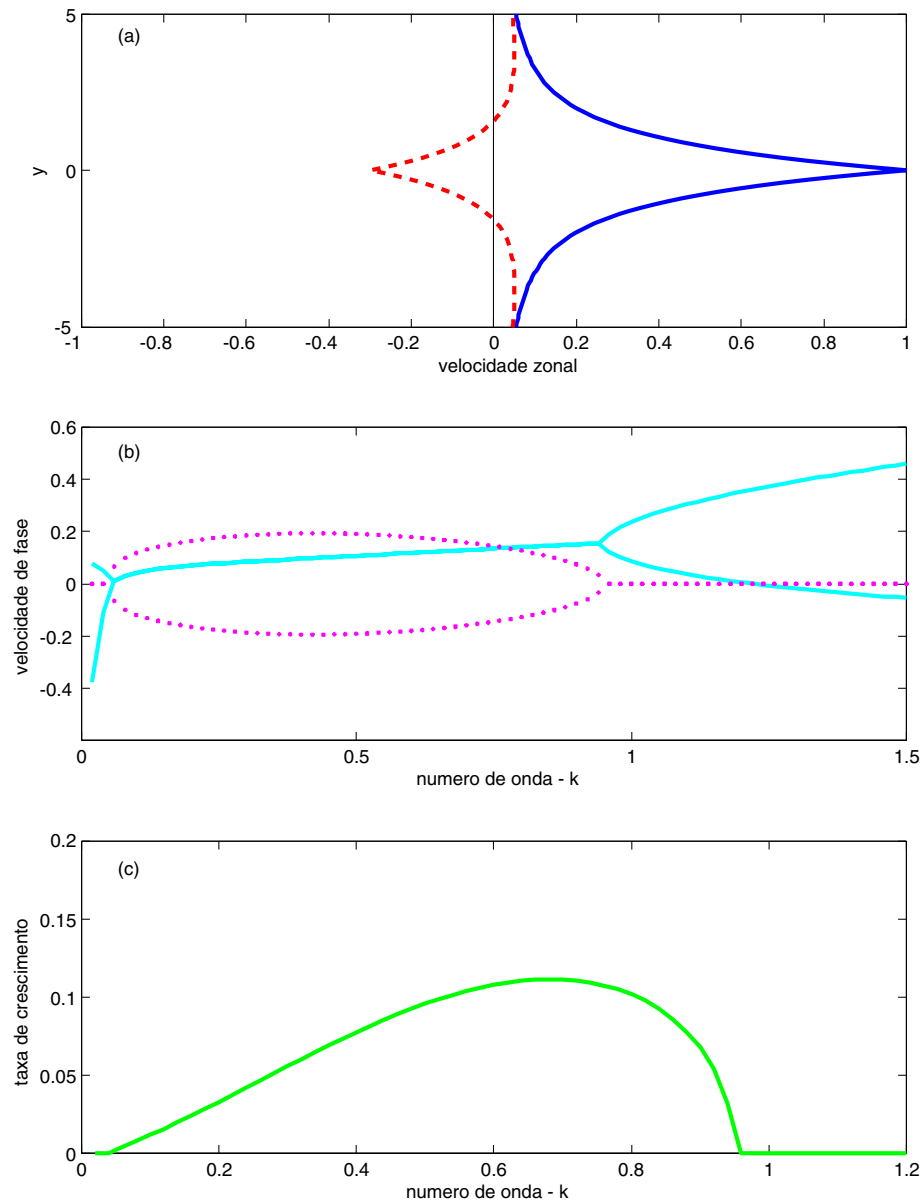 5
(a)
y
0
-5
-1 -0.8 -0.6 -0.4 -0.2 0 0.2 0.4 0.6 0.8 1
velocidade zonal
0.6
(b)
0.4
0.2
velocidade de fase
0
-0.2
-0.4
0 0.5 1 1.5
numero de onda - k
0.2
(c)
0.15
taxa de crescimento
0.1
0.05
0
0 0.2 0.4 0.6 0.8 1 1.2
numero de onda - k